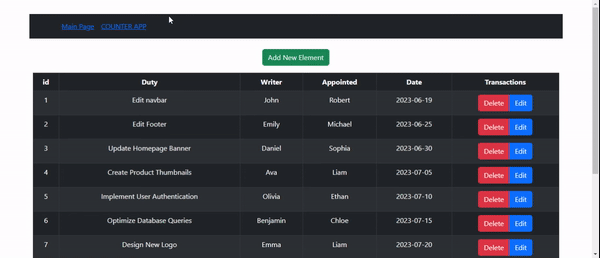 Main Page COUNTER APP
Add New Element
id Duty Writer Appointed Date Transactions
1 Edit navbar John Robert 2023-06-19 Delete Edit
2 Edit Footer Emily Michael 2023-06-25 Delete Edit
3 Update Homepage Banner Daniel Sophia 2023-06-30 Delete Edit
4 Create Product Thumbnails Ava Liam 2023-07-05 Delete Edit
5 Implement User Authentication Olivia Ethan 2023-07-10 Delete Edit
6 Optimize Database Queries Benjamin Chloe 2023-07-15 Delete Edit
7 Design New Logo Emma Liam 2023-07-20 Delete Edit